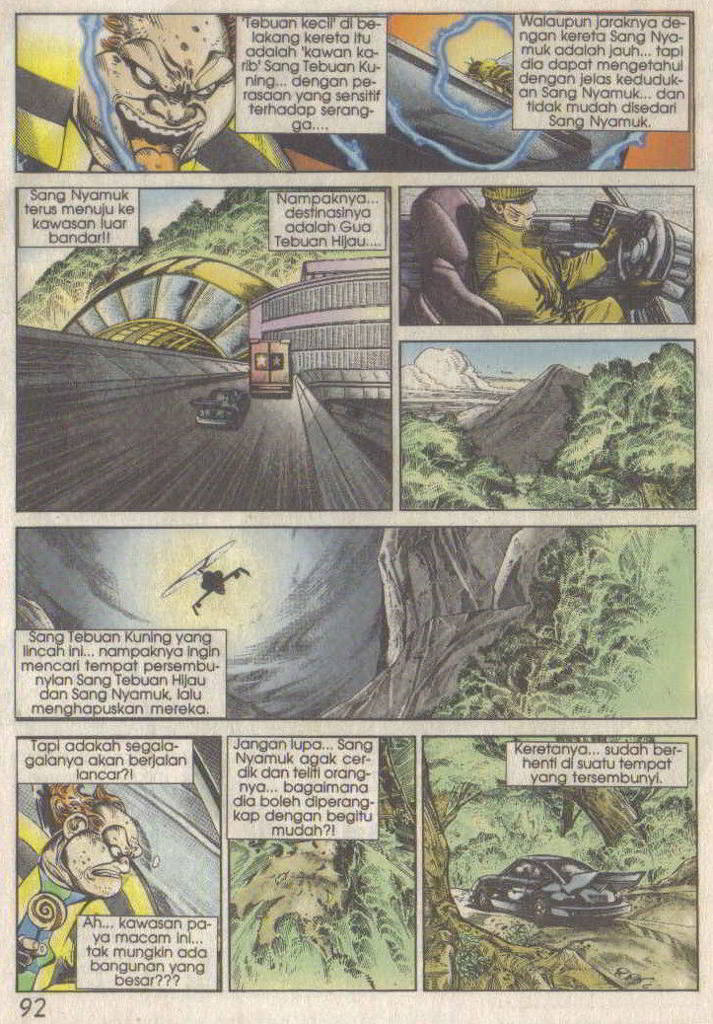 'Tebuan kecil' di be-
lakang kereta itu
adalah 'kawan ka-
rib' Sang Tebuan Ku-
ning... dengan pe-
rasaan yang sensitif
terhadap serang-
ga....
Walaupun jaraknya de-
ngan kereta Sang Nya-
muk adalah jauh... tapi
dia dapat mengetahui
dengan jelas keduduk-
an Sang Nyamuk... dan
tidak mudah disedari
Sang Nyamuk.
Sang Nyamuk
terus menuju ke
kawasan luar
bandar!!
Nampaknya...
destinasinya
adalah Gua
Tebuan Hijau....
Sang Tebuan Kuning yang
lincah ini... nampaknya ingin
mencari tempat persembu-
nyian Sang Tebuan Hijau
dan Sang Nyamuk, lalu
menghapuskan mereka.
Tapi adakah segala-
galanya akan berjalan
lancar?!
Ah... kawasan pa-
ya macam ini...
tak mungkin ada
bangunan yang
besar???
Jangan lupa... Sang
Nyamuk agak cer-
dik dan teliti orang-
nya... bagaimana
dia boleh diperang-
kap dengan begitu
mudah?!
Keretanya... sudah ber-
henti di suatu tempat
yang tersembunyi.
92